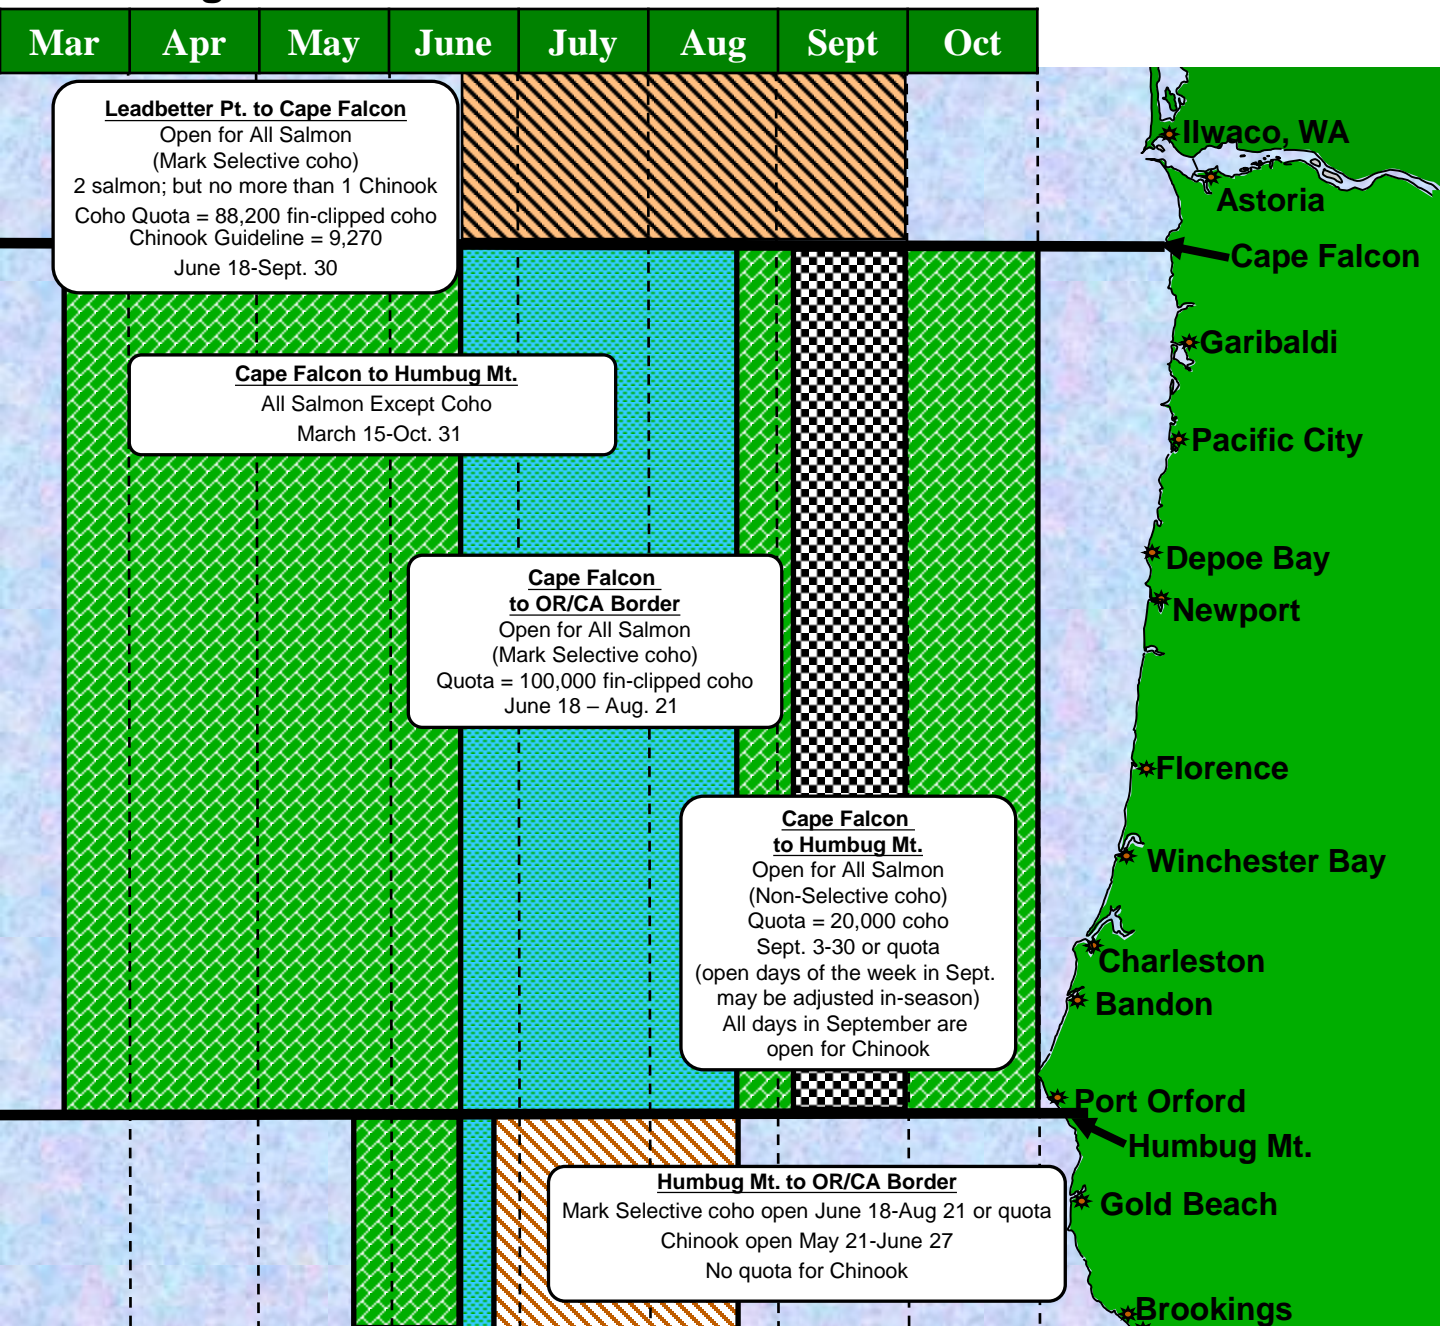 Mar Apr May June July Aug Sept Oct
Leadbetter Pt. to Cape Falcon
Open for All Salmon
(Mark Selective coho)
2 salmon; but no more than 1 Chinook
Coho Quota = 88,200 fin-clipped coho
Chinook Guideline = 9,270
June 18-Sept. 30
Cape Falcon to Humbug Mt.
All Salmon Except Coho
March 15-Oct. 31
Cape Falcon
to OR/CA Border
Open for All Salmon
(Mark Selective coho)
Quota = 100,000 fin-clipped coho
June 18 – Aug. 21
Cape Falcon
to Humbug Mt.
Open for All Salmon
(Non-Selective coho)
Quota = 20,000 coho
Sept. 3-30 or quota
(open days of the week in Sept.
may be adjusted in-season)
All days in September are
open for Chinook
Humbug Mt. to OR/CA Border
Mark Selective coho open June 18-Aug 21 or quota
Chinook open May 21-June 27
No quota for Chinook
Ilwaco, WA
Astoria
Cape Falcon
Garibaldi
Pacific City
Depoe Bay
Newport
Florence
Winchester Bay
Charleston
Bandon
Port Orford
Humbug Mt.
Gold Beach
Brookings